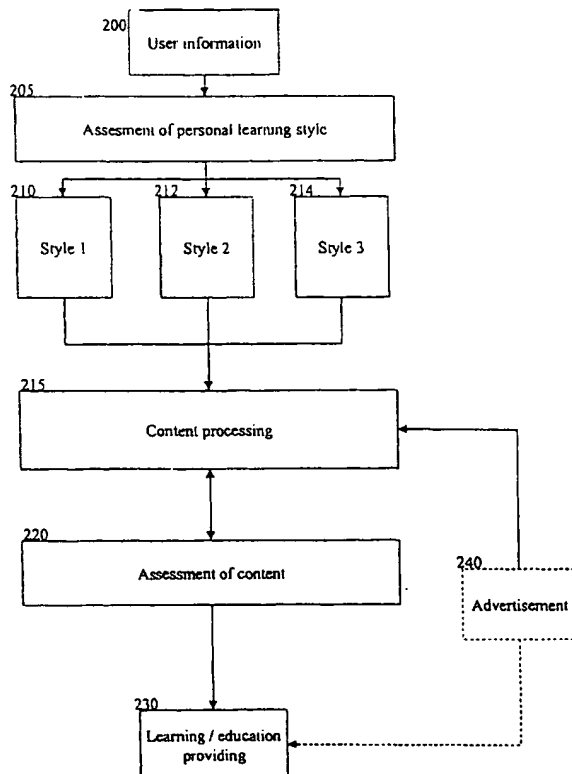 200
User information
205
Assesment of personal learning style
210
212
214
Style 1
Style 2
Style 3
215
Content processing
220
Assessment of content
240
Advertisement
230
Learning / education
providing